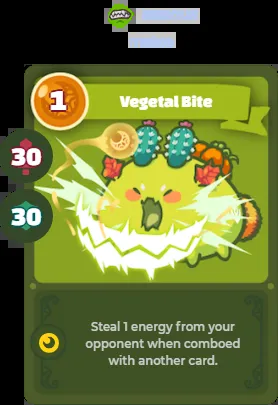 1
Vegetal Bite
30
30
Steal 1 energy from your
opponent when comboed
with another card.